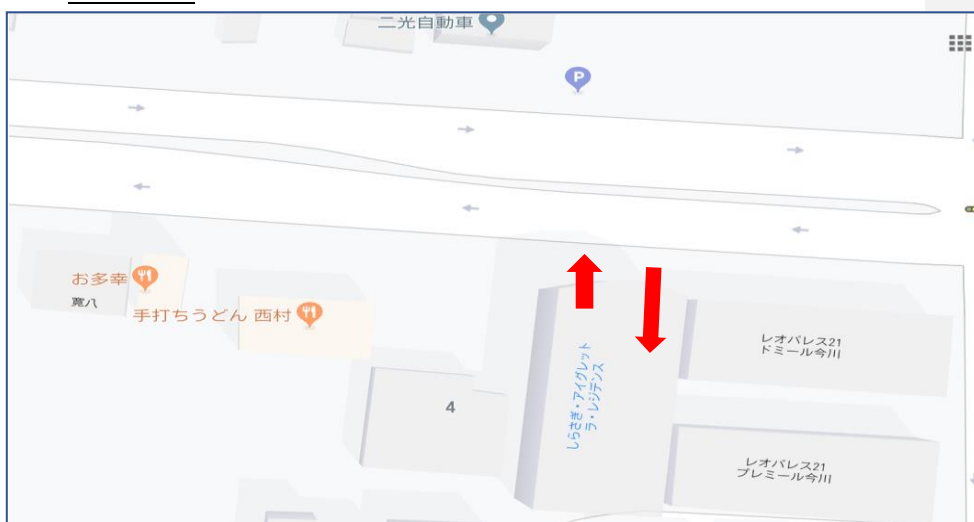 二光自動車
P
お多幸
寛八
手打ちうどん 西村
4
しらさぎ・アイグレット
ラ・レジデンス
レオパレス21
ドミール今川
レオパレス21
プレミール今川